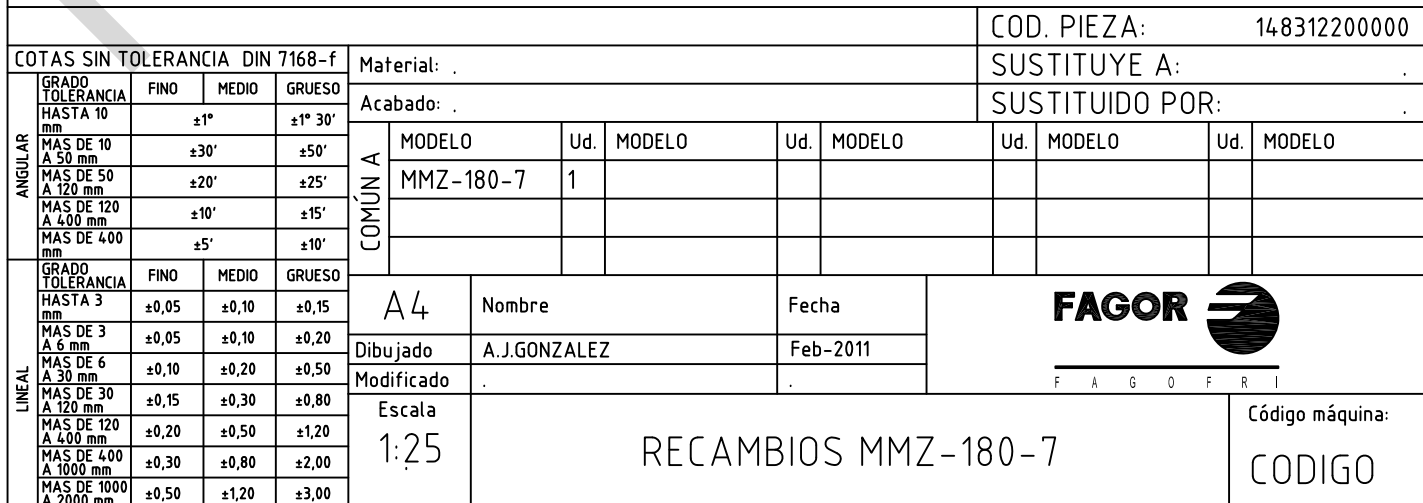 COD. PIEZA: 148312200000
COTAS SIN TOLERANCIA DIN 7168-f
Material: .
SUSTITUYE A: .
Acabado: .
SUSTITUIDO POR: .
ANGULAR
GRADO TOLERANCIA FINO MEDIO GRUESO
HASTA 10 mm ±1° ±1° 30'
MAS DE 10 A 50 mm ±30' ±50'
MAS DE 50 A 120 mm ±20' ±25'
MAS DE 120 A 400 mm ±10' ±15'
MAS DE 400 mm ±5' ±10'
LINEAL
GRADO TOLERANCIA FINO MEDIO GRUESO
HASTA 3 mm ±0,05 ±0,10 ±0,15
MAS DE 3 A 6 mm ±0,05 ±0,10 ±0,20
MAS DE 6 A 30 mm ±0,10 ±0,20 ±0,50
MAS DE 30 A 120 mm ±0,15 ±0,30 ±0,80
MAS DE 120 A 400 mm ±0,20 ±0,50 ±1,20
MAS DE 400 A 1000 mm ±0,30 ±0,80 ±2,00
MAS DE 1000 A 2000 mm ±0,50 ±1,20 ±3,00
COMÚN A
MODELO Ud. MODELO Ud. MODELO Ud. MODELO Ud. MODELO
MMZ-180-7 1
A4 Nombre Fecha
Dibujado A.J.GONZALEZ Feb-2011
Modificado . .
FAGOR
FAGOFRI
Escala
1:25
RECAMBIOS MMZ-180-7
Código máquina:
CODIGO